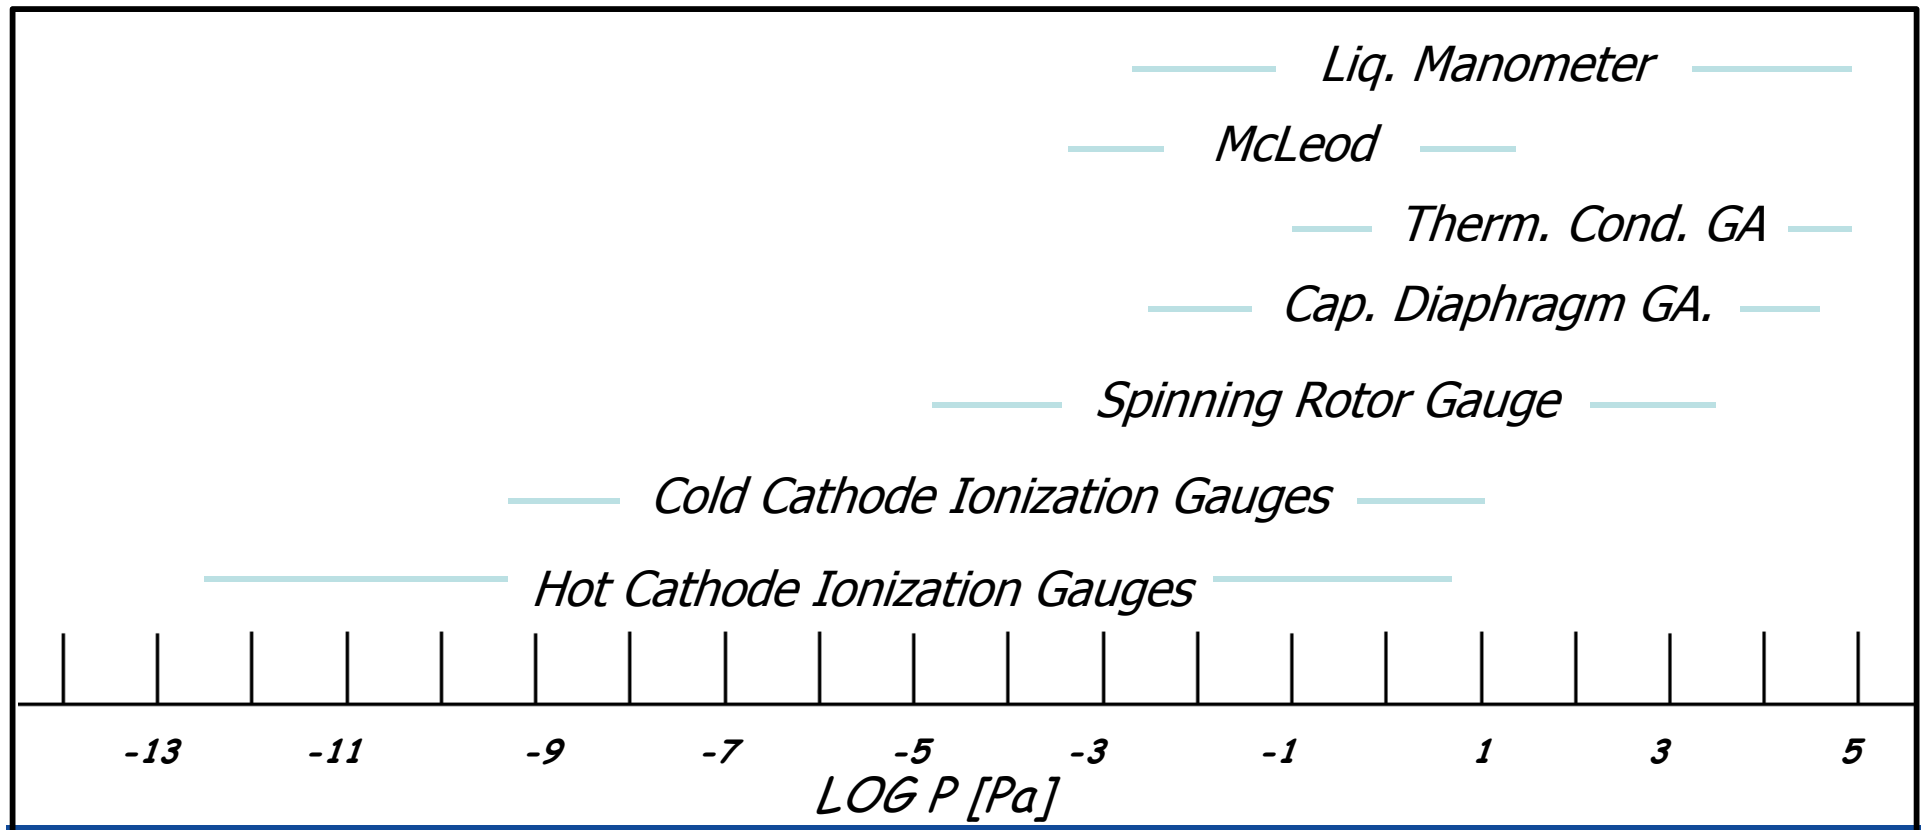 Liq. Manometer
McLeod
Therm. Cond. GA
Cap. Diaphragm GA.
Spinning Rotor Gauge
Cold Cathode Ionization Gauges
Hot Cathode Ionization Gauges
-13 -11 -9 -7 -5 -3 -1 1 3 5
LOG P [Pa]